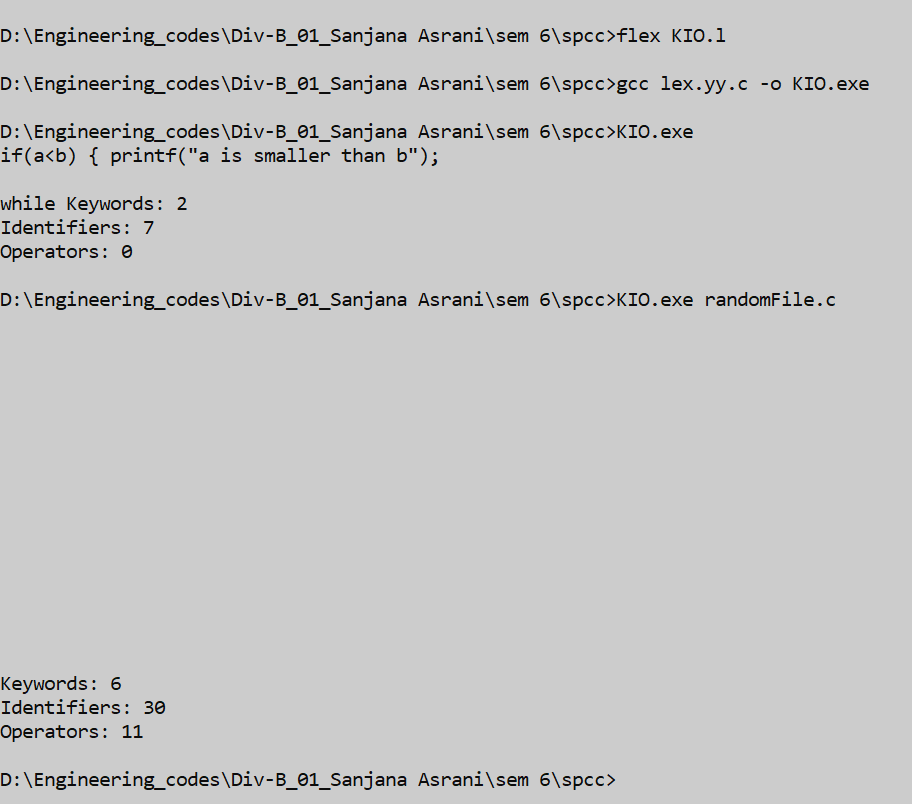 D:\Engineering_codes\Div-B_01_Sanjana Asrani\sem 6\spcc>flex KIO.l
D:\Engineering_codes\Div-B_01_Sanjana Asrani\sem 6\spcc>gcc lex.yy.c -o KIO.exe
D:\Engineering_codes\Div-B_01_Sanjana Asrani\sem 6\spcc>KIO.exe
if(a<b) { printf("a is smaller than b");
while Keywords: 2
Identifiers: 7
Operators: 0
D:\Engineering_codes\Div-B_01_Sanjana Asrani\sem 6\spcc>KIO.exe randomFile.c
Keywords: 6
Identifiers: 30
Operators: 11
D:\Engineering_codes\Div-B_01_Sanjana Asrani\sem 6\spcc>